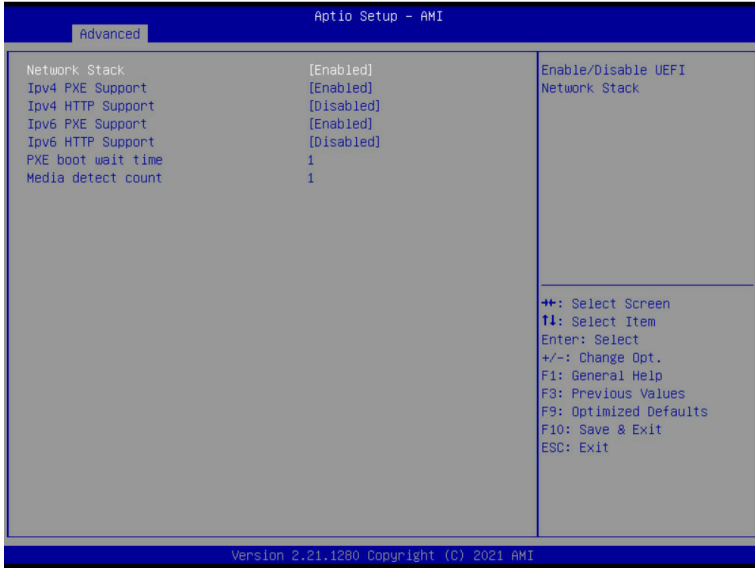 Aptio Setup – AMI
Advanced
Network Stack [Enabled]
Ipv4 PXE Support [Enabled]
Ipv4 HTTP Support [Disabled]
Ipv6 PXE Support [Enabled]
Ipv6 HTTP Support [Disabled]
PXE boot wait time 1
Media detect count 1
Enable/Disable UEFI
Network Stack
→←: Select Screen
↑↓: Select Item
Enter: Select
+/-: Change Opt.
F1: General Help
F3: Previous Values
F9: Optimized Defaults
F10: Save & Exit
ESC: Exit
Version 2.21.1280 Copyright (C) 2021 AMI